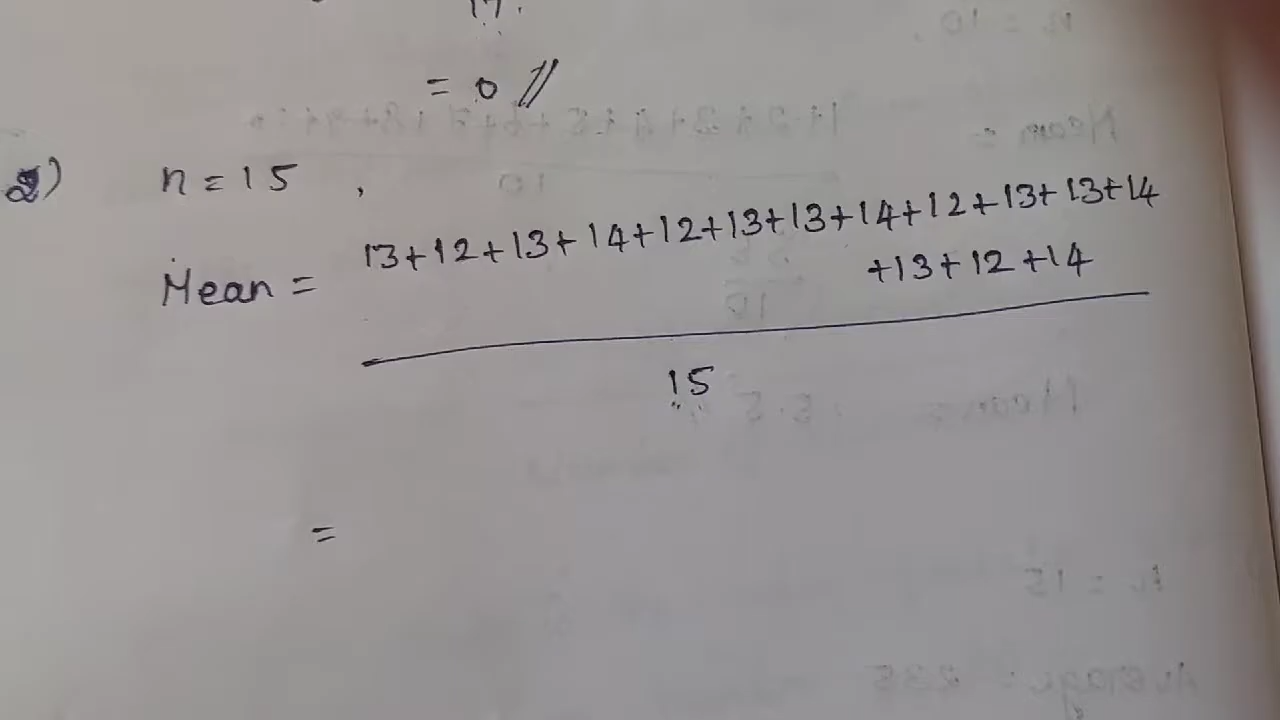 17.
= 0 //
2) n = 15 ,
13+12+13+14+12+13+13+14+12+13+13+14
+13+12+14
Mean =
15
=